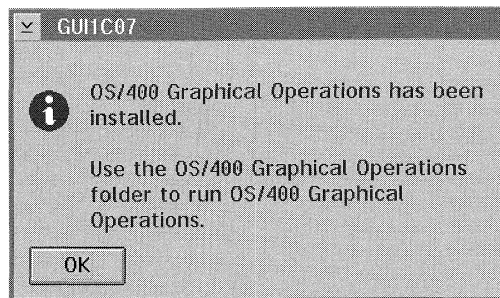 GUI1C07
OS/400 Graphical Operations has been
installed.
Use the OS/400 Graphical Operations
folder to run OS/400 Graphical
Operations.
OK